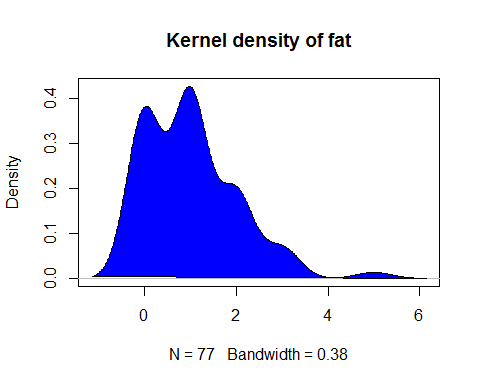 Kernel density of fat
Density
0.0 0.1 0.2 0.3 0.4
0 2 4 6
N = 77 Bandwidth = 0.38